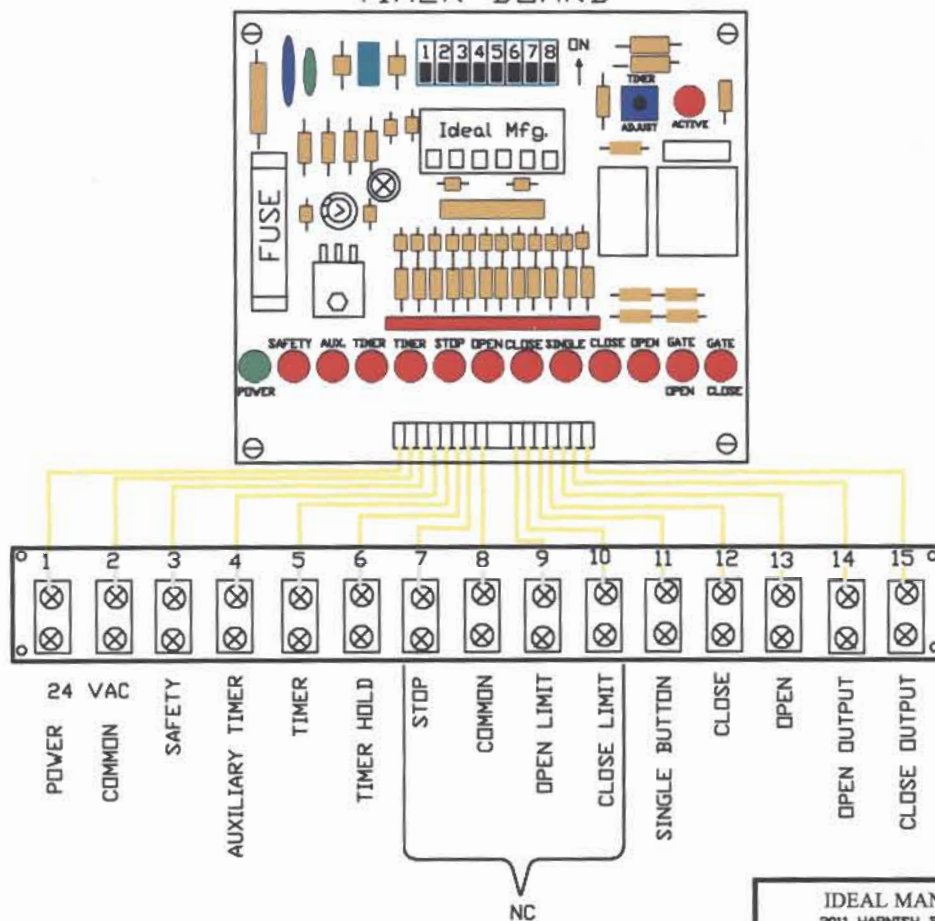 TIMER BOARD
1 2 3 4 5 6 7 8
ON
TIMER
ADJUST
ACTIVE
Ideal Mfg.
FUSE
SAFETY AUX. TIMER TIMER STOP OPEN CLOSE SINGLE CLOSE OPEN GATE GATE
POWER OPEN CLOSE
1 2 3 4 5 6 7 8 9 10 11 12 13 14 15
24 VAC
POWER
COMMON
SAFETY
AUXILIARY TIMER
TIMER
TIMER HOLD
STOP
COMMON
OPEN LIMIT
CLOSE LIMIT
SINGLE BUTTON
CLOSE
OPEN
OPEN OUTPUT
CLOSE OUTPUT
NC
IDEAL MAN